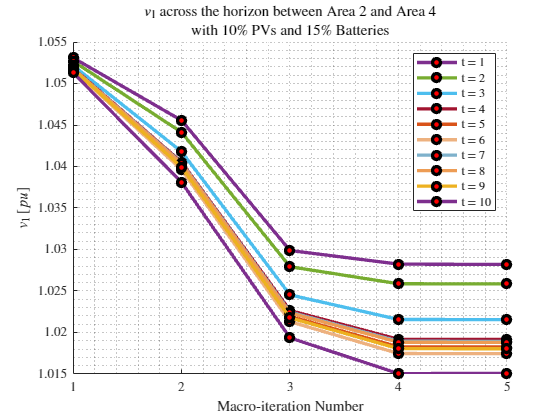 v₁ across the horizon between Area 2 and Area 4
with 10% PVs and 15% Batteries
1.055
1.05
1.045
1.04
1.035
1.03
1.025
1.02
1.015
v₁ [pu]
1 2 3 4 5
Macro-iteration Number
t = 1
t = 2
t = 3
t = 4
t = 5
t = 6
t = 7
t = 8
t = 9
t = 10